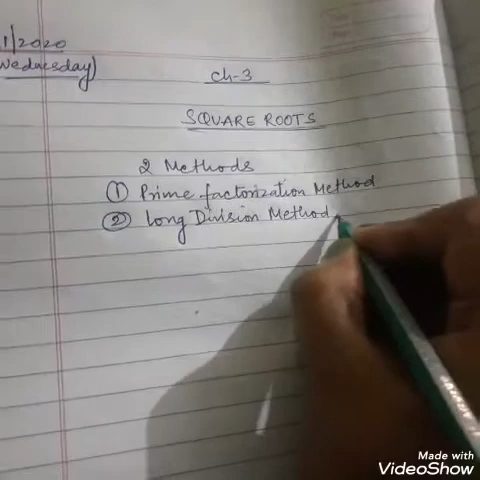 1/2020
Wednesday)
Ch-3
SQUARE ROOTS
2 Methods
① Prime factorization Method
② Long Division Method
Made with
VideoShow